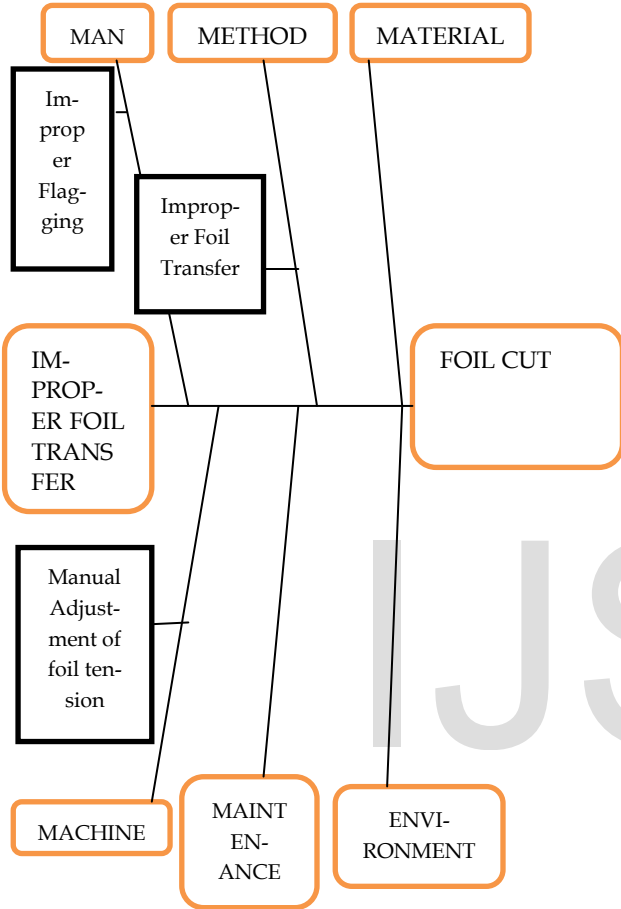 MAN
METHOD
MATERIAL
Im-
prop
er
Flag-
ging
Improp-
er Foil
Transfer
IM-
PROP-
ER FOIL
TRANS
FER
FOIL CUT
Manual
Adjust-
ment of
foil ten-
sion
IJS
MACHINE
MAINT
EN-
ANCE
ENVI-
RONMENT